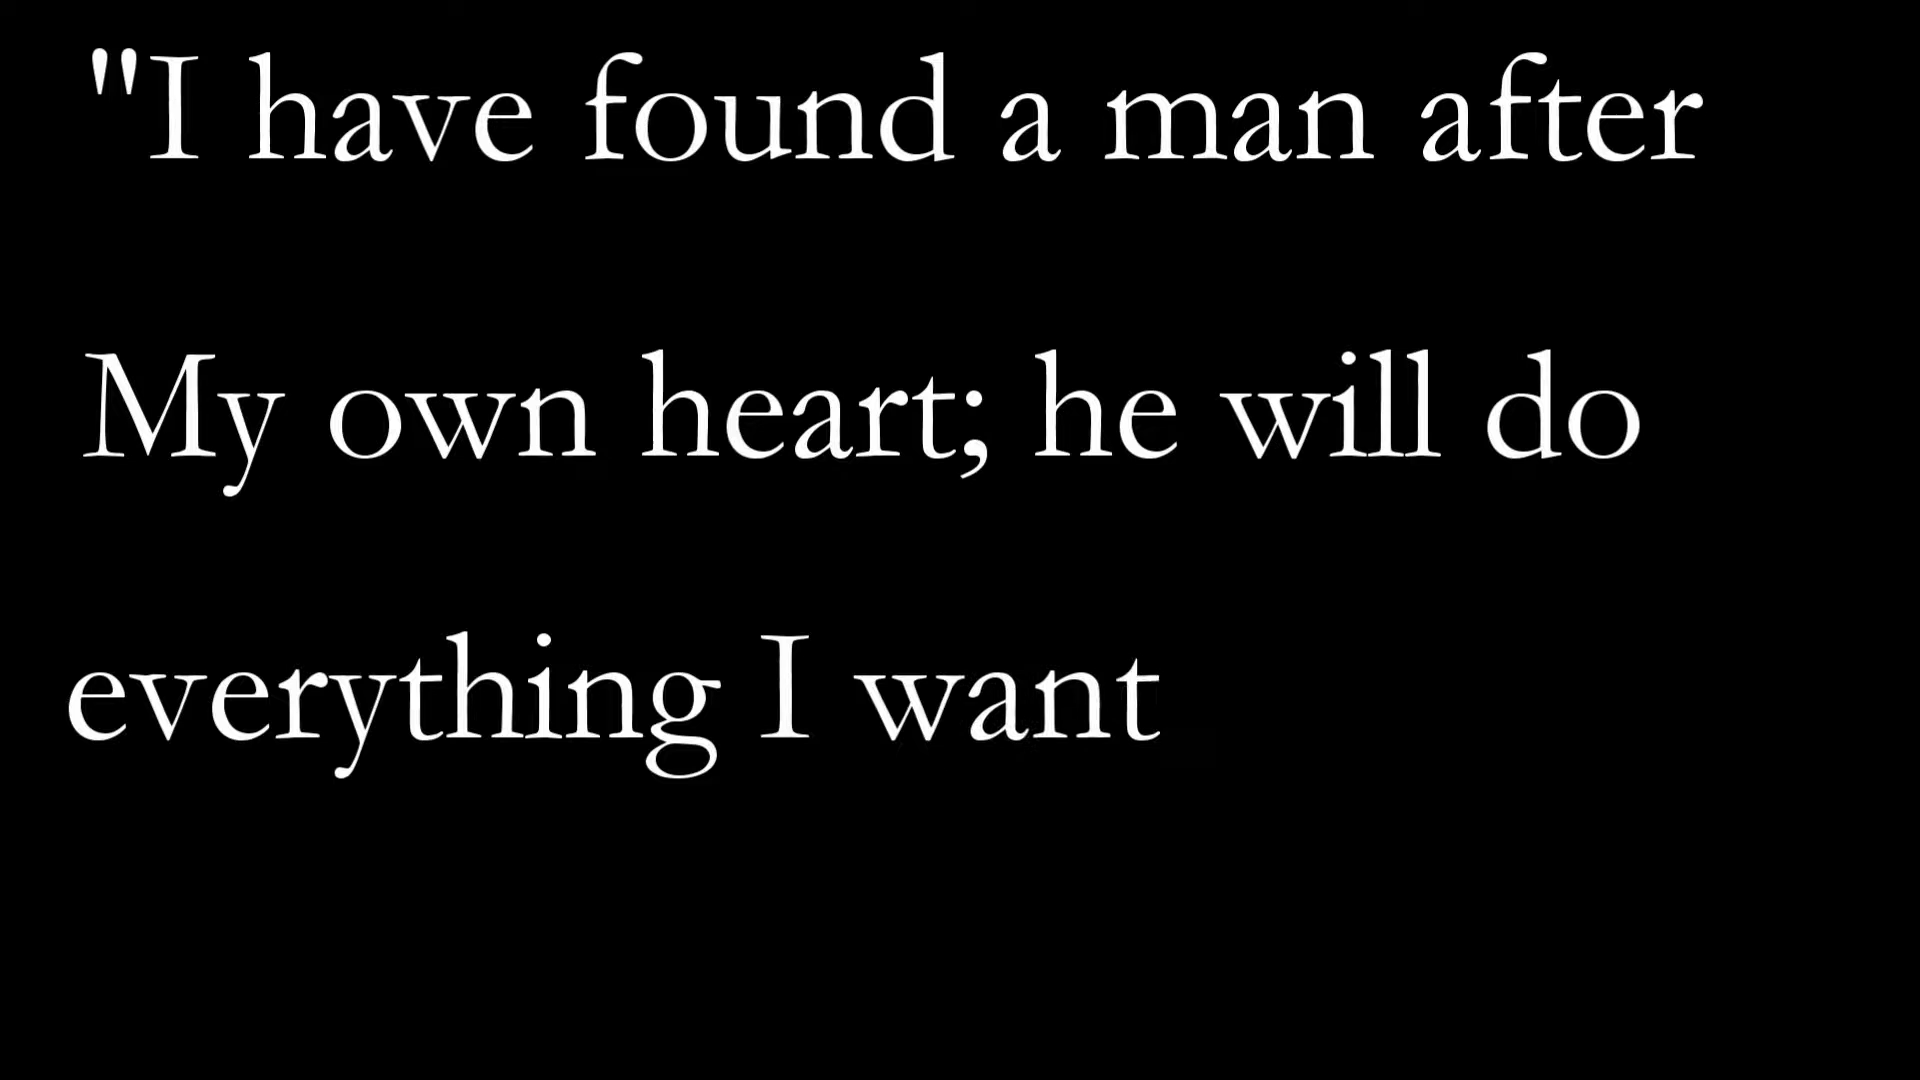 "I have found a man after
My own heart; he will do
everything I want